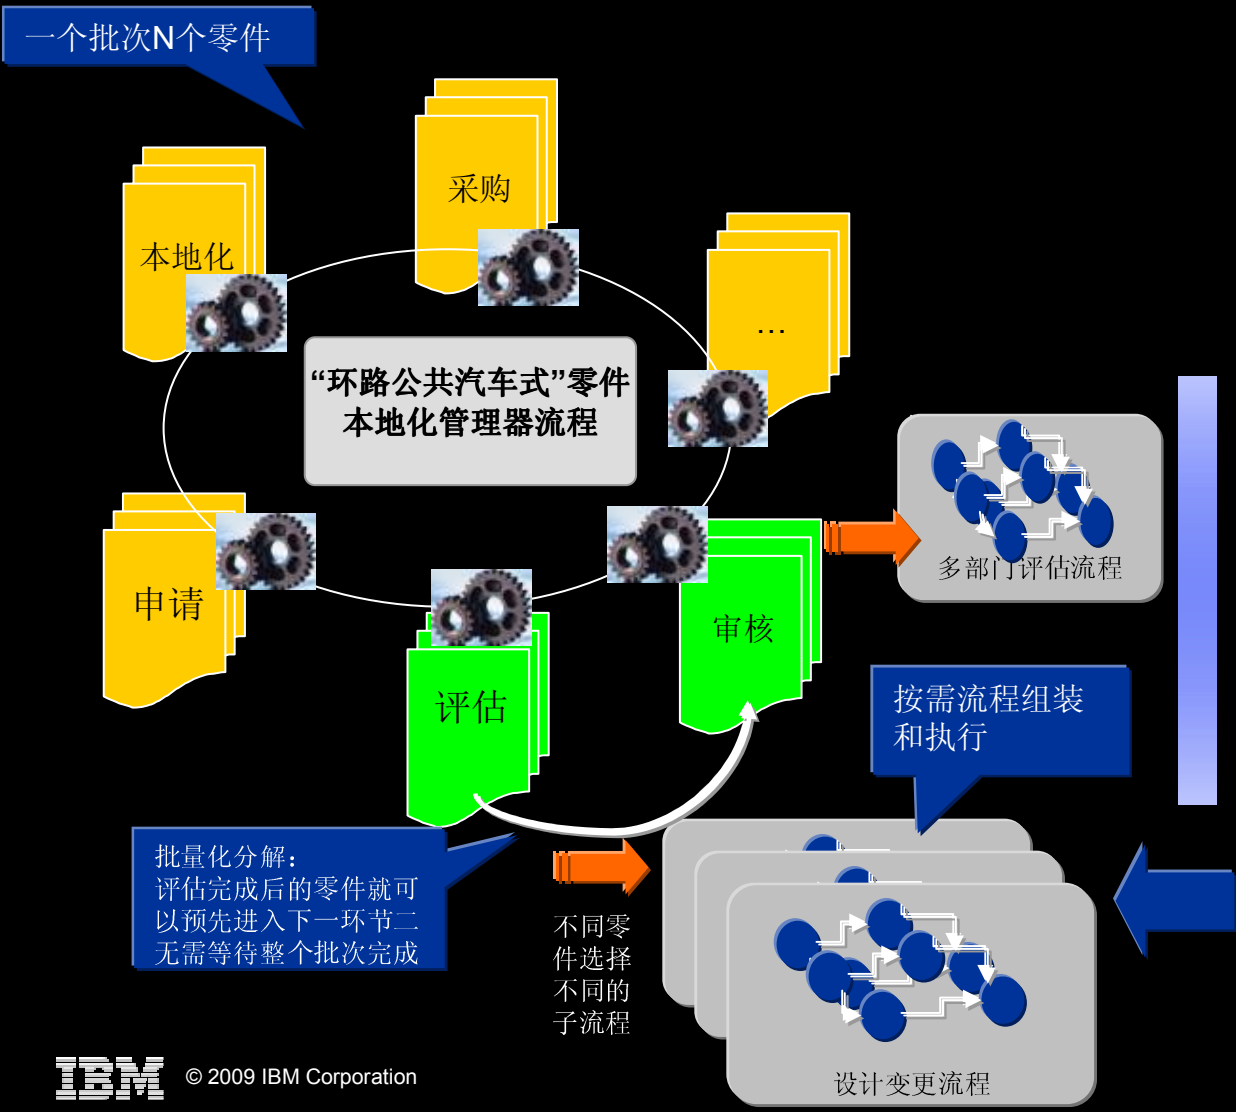 一个批次N个零件
采购
本地化
…
“环路公共汽车式”零件
本地化管理器流程
多部门评估流程
申请
审核
评估
按需流程组装
和执行
批量化分解：
评估完成后的零件就可
以预先进入下一环节二
无需等待整个批次完成
不同零
件选择
不同的
子流程
设计变更流程
IBM
© 2009 IBM Corporation